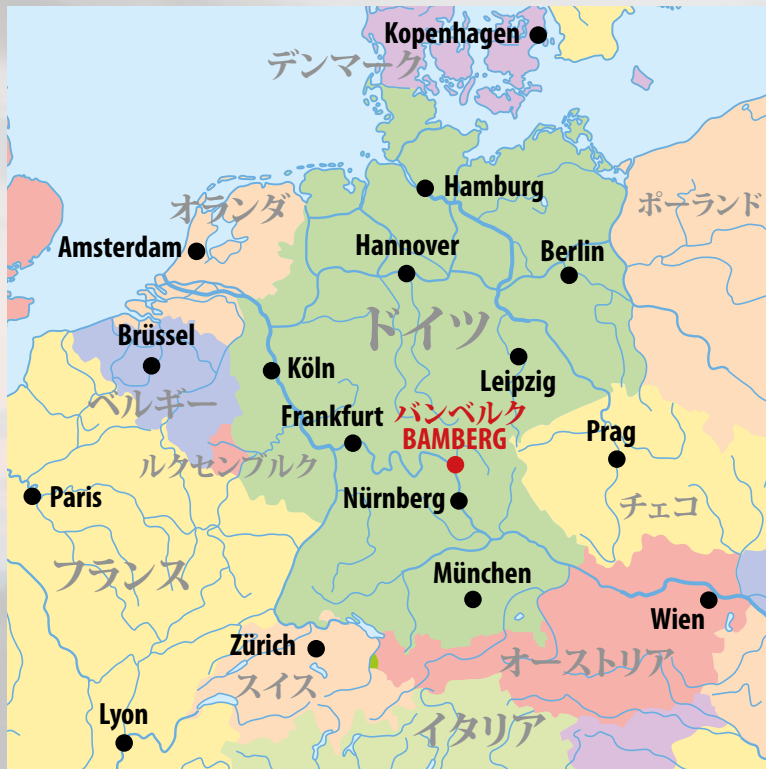 Kopenhagen
デンマーク
Hamburg
オランダ
ポーランド
Amsterdam
Hannover
Berlin
ドイツ
Brüssel
Köln
Leipzig
ベルギー
Frankfurt
バンベルク
BAMBERG
Prag
ルクセンブルク
Paris
Nürnberg
チェコ
フランス
München
Wien
Zürich
スイス
オーストリア
Lyon
イタリア